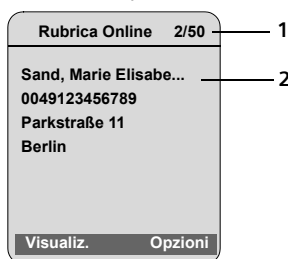 Rubrica Online 2/50
1
Sand, Marie Elisabe...
2
0049123456789
Parkstraße 11
Berlin
Visualiz. Opzioni